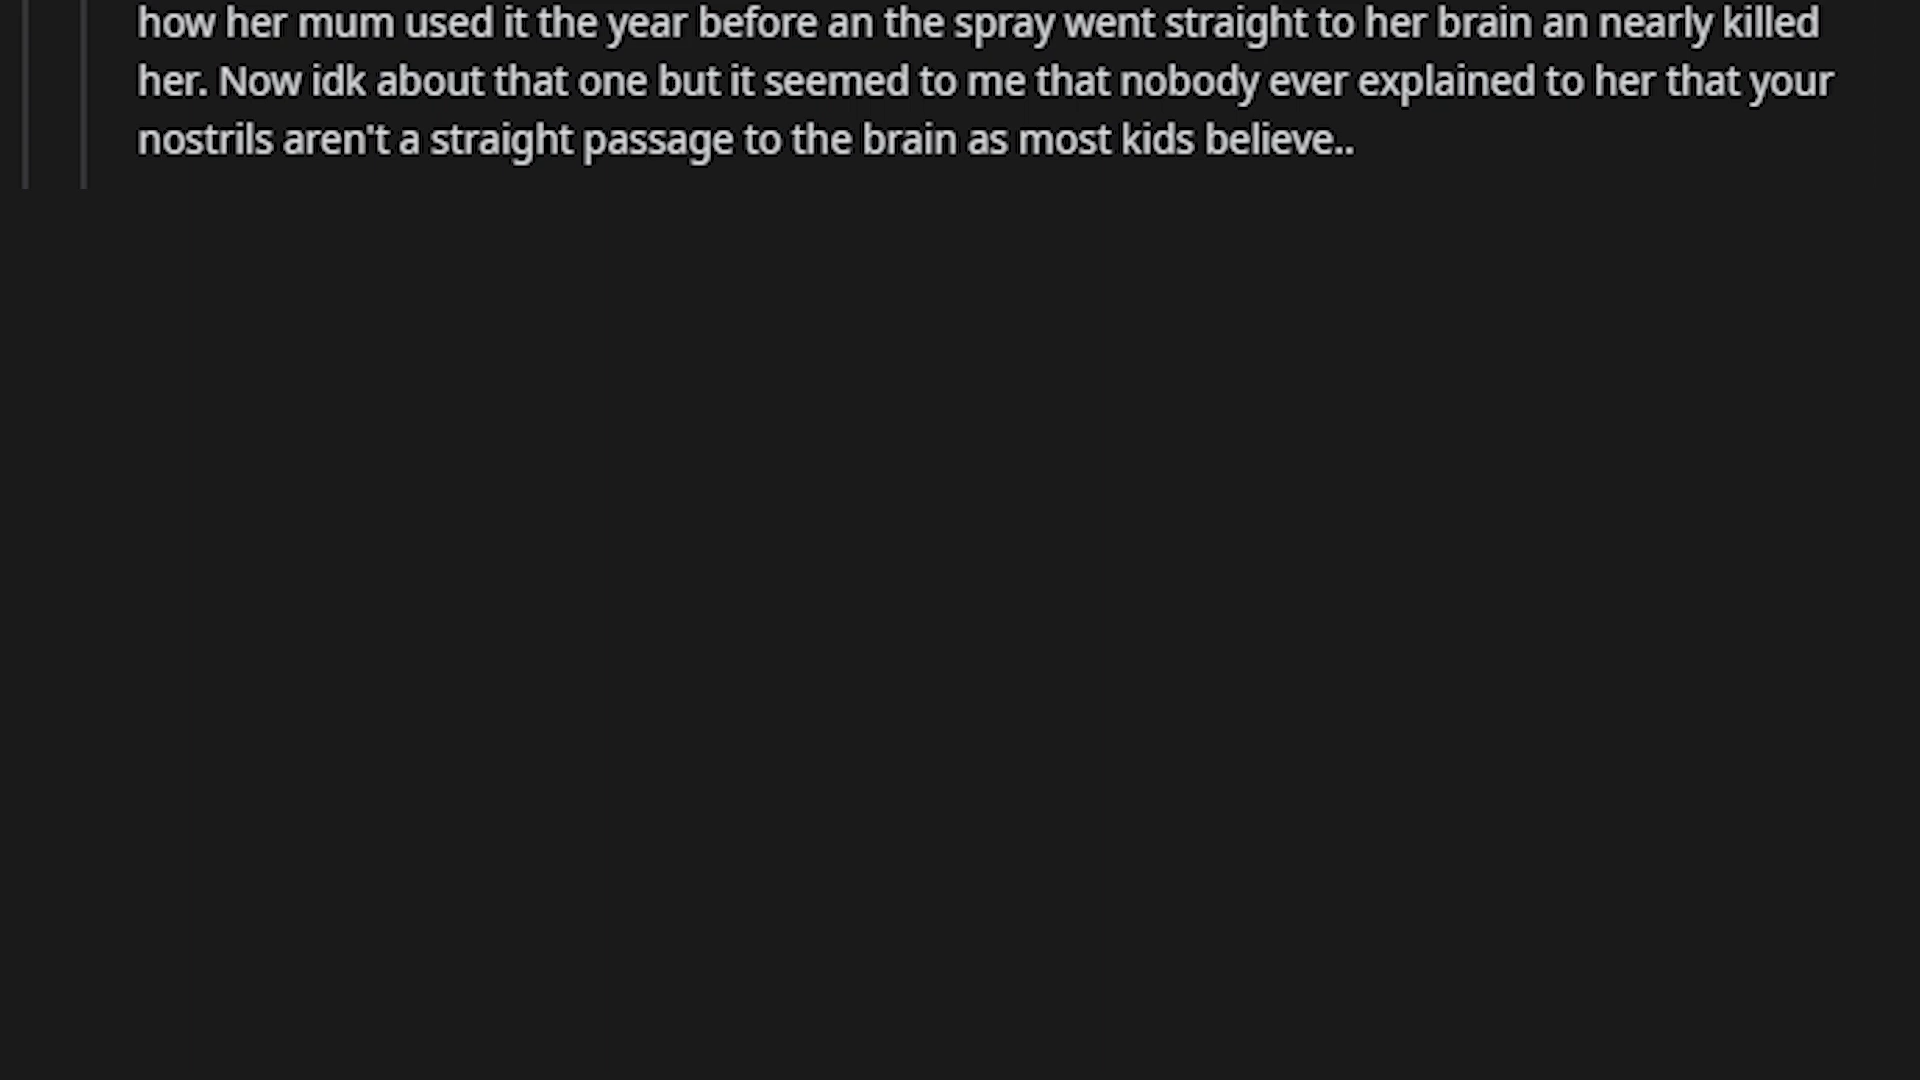 how her mum used it the year before an the spray went straight to her brain an nearly killed
her. Now idk about that one but it seemed to me that nobody ever explained to her that your
nostrils aren't a straight passage to the brain as most kids believe..